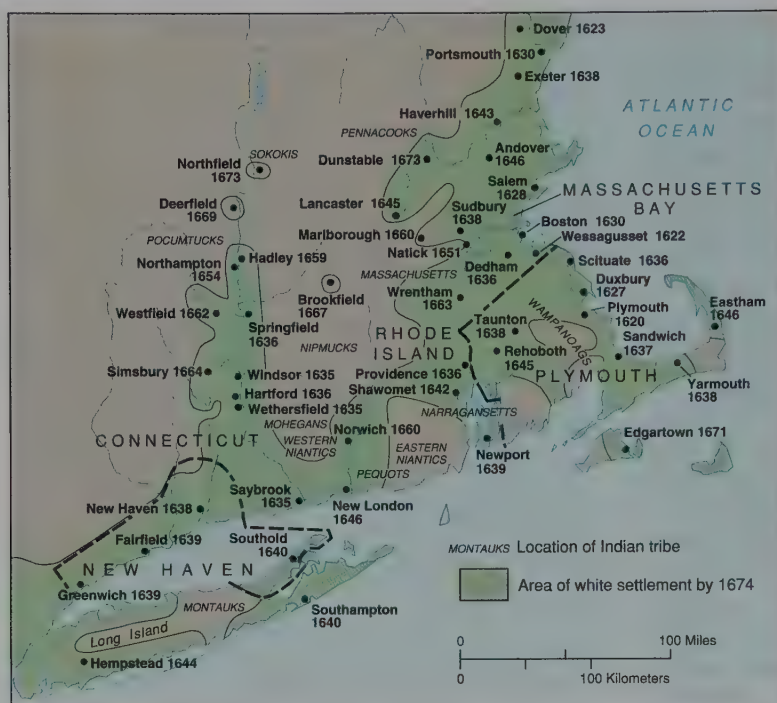 Dover 1623
Portsmouth 1630
Exeter 1638
ATLANTIC
OCEAN
Haverhill 1643
PENNACOOKS
Andover
1646
Dunstable 1673
SOKOKIS
Northfield
1673
Salem
1628
MASSACHUSETTS
BAY
Deerfield
1669
Lancaster
1645
Sudbury
1638
Boston 1630
Marlborough 1660
Wessagusset 1622
POCUMTUCKS
Natick 1651
Scituate 1636
Hadley 1659
Northampton
1654
Dedham
1636
MASSACHUSETTS
Duxbury
1627
Brookfield
1667
Wrentham
1663
Plymouth
1620
Eastham
1646
Westfield 1662
Springfield
1636
Taunton
1638
WAMPANOAGS
Sandwich
1637
RHODE
ISLAND
NIPMUCKS
Rehoboth
1645
Simsbury 1664
Windsor 1635
Providence 1636
PLYMOUTH
Yarmouth
1638
Shawomet 1642
Hartford 1636
Wethersfield 1635
NARRAGANSETTS
MOHEGANS
WESTERN
NIANTICS
Norwich 1660
CONNECTICUT
EASTERN
NIANTICS
Newport
1639
Edgartown 1671
PEQUOTS
Saybrook
1635
New London
1646
New Haven 1638
Fairfield 1639
Southold
1640
NEW HAVEN
MONTAUKS Location of Indian tribe
Greenwich 1639
Area of white settlement by 1674
MONTAUKS
Southampton
1640
Long Island
Hempstead 1644
0 100 Miles
0 100 Kilometers